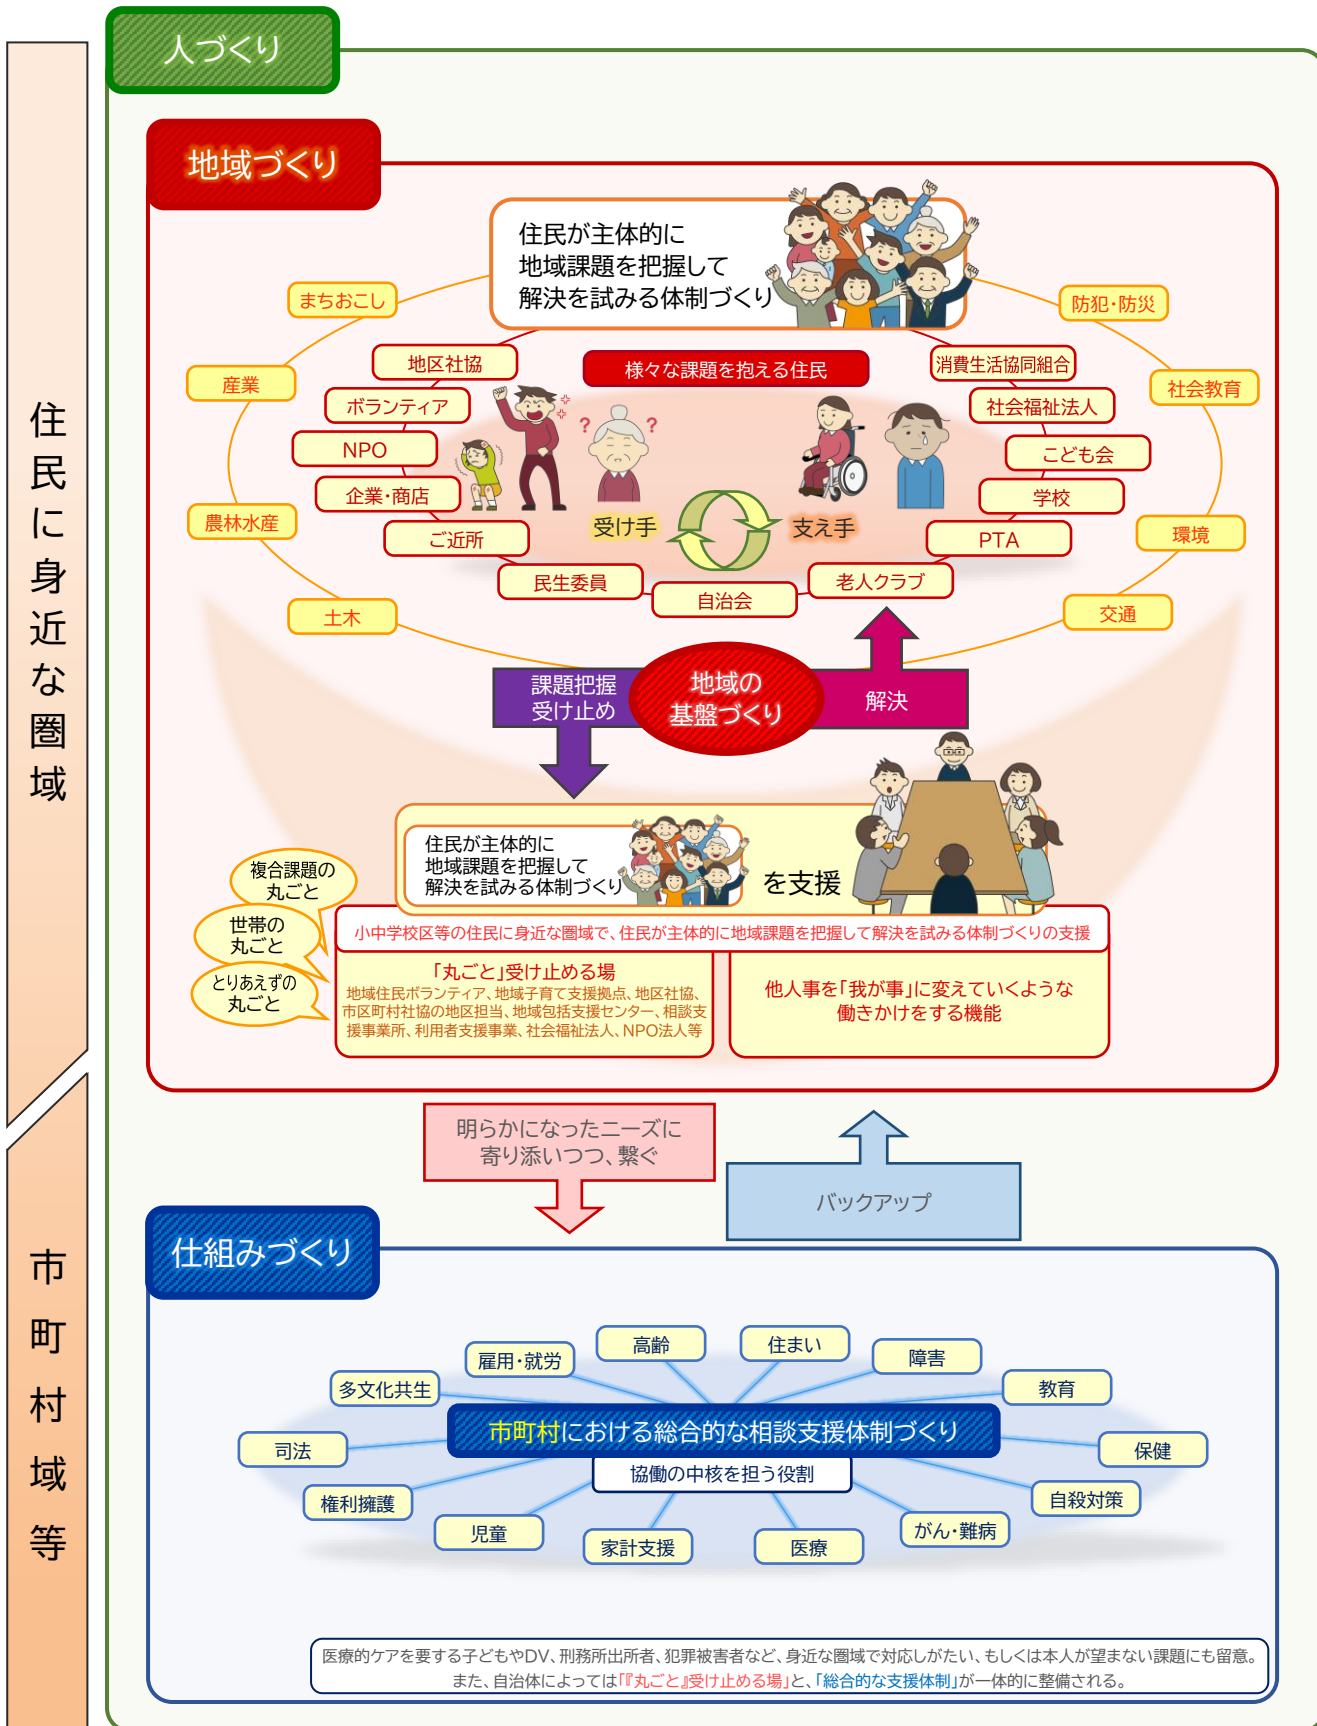 人づくり
地域づくり
住民に身近な圏域
住民が主体的に
地域課題を把握して
解決を試みる体制づくり
まちおこし
防犯・防災
産業
社会教育
農林水産
環境
土木
交通
地区社協
様々な課題を抱える住民
消費生活協同組合
ボランティア
社会福祉法人
NPO
こども会
企業・商店
学校
ご近所
PTA
民生委員
自治会
老人クラブ
?
?
受け手
支え手
課題把握
受け止め
地域の
基盤づくり
解決
住民が主体的に
地域課題を把握して
解決を試みる体制づくり
を支援
複合課題の
丸ごと
世帯の
丸ごと
とりあえずの
丸ごと
小中学校区等の住民に身近な圏域で、住民が主体的に地域課題を把握して解決を試みる体制づくりの支援
「丸ごと」受け止める場
地域住民ボランティア、地域子育て支援拠点、地区社協、
市区町村社協の地区担当、地域包括支援センター、相談支
援事業所、利用者支援事業、社会福祉法人、NPO法人等
他人事を「我が事」に変えていくような
働きかけをする機能
明らかになったニーズに
寄り添いつつ、繋ぐ
バックアップ
市町村域等
仕組みづくり
高齢
住まい
雇用・就労
障害
多文化共生
教育
市町村における総合的な相談支援体制づくり
協働の中核を担う役割
司法
保健
権利擁護
自殺対策
児童
家計支援
医療
がん・難病
医療的ケアを要する子どもやDV、刑務所出所者、犯罪被害者など、身近な圏域で対応しがたい、もしくは本人が望まない課題にも留意。
また、自治体によっては「『丸ごと』受け止める場」と、「総合的な支援体制」が一体的に整備される。